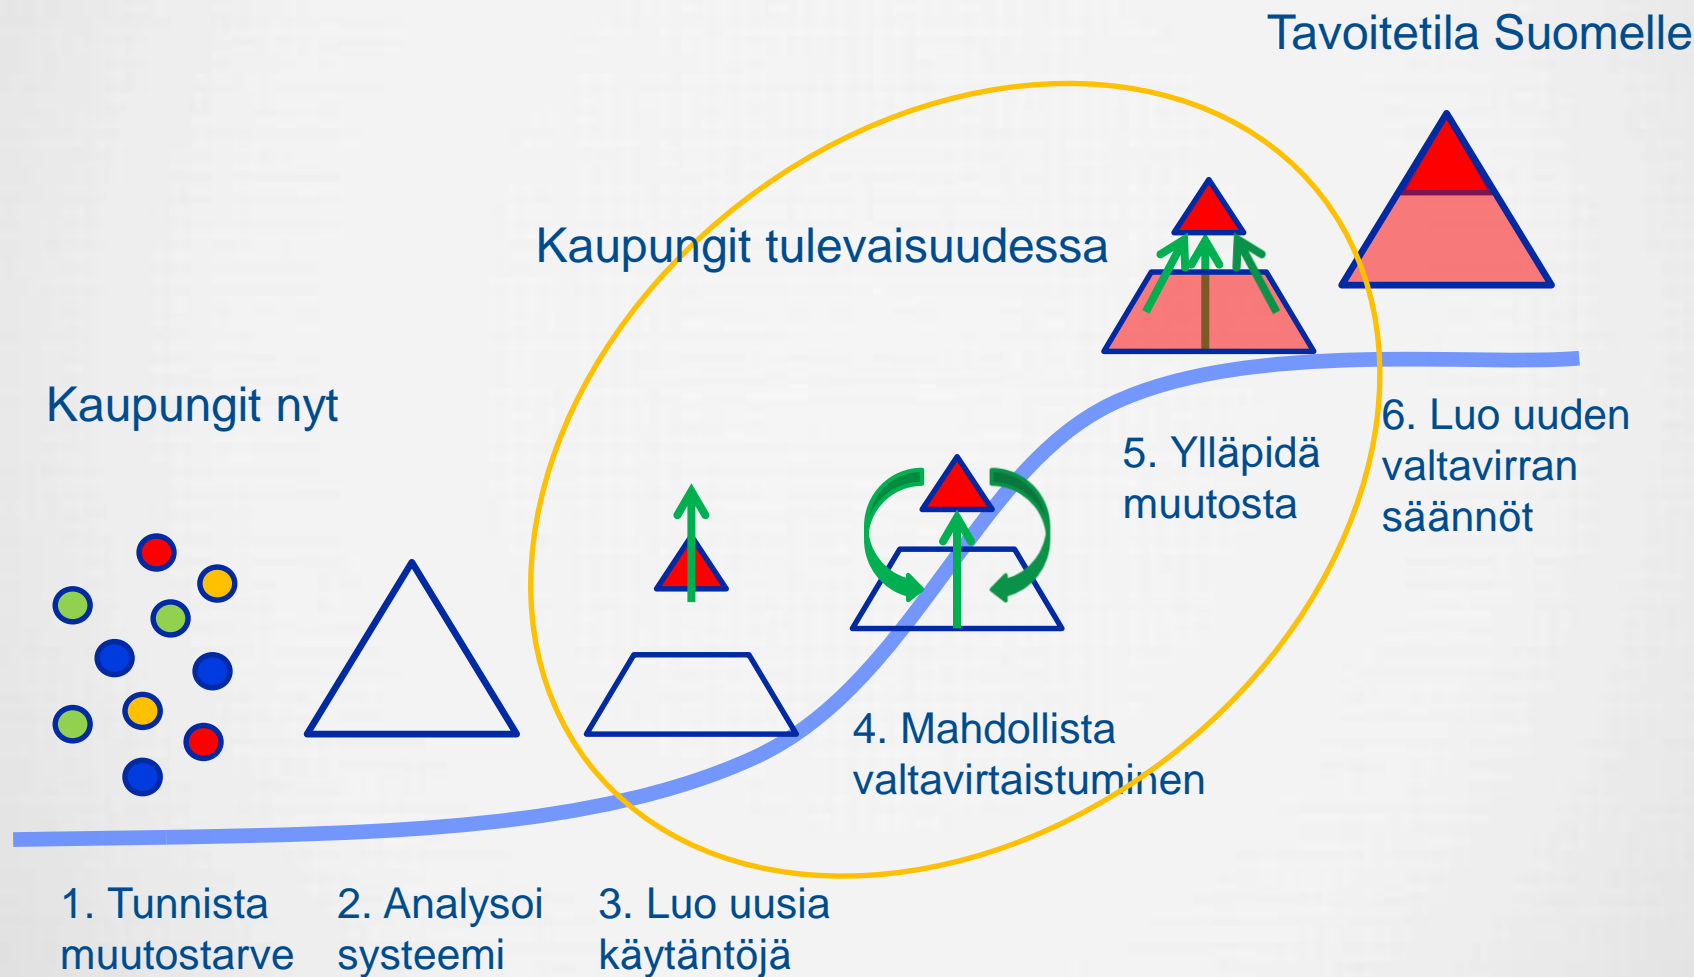 Tavoitetila Suomelle
Kaupungit tulevaisuudessa
Kaupungit nyt
1. Tunnista
muutostarve
2. Analysoi
systeemi
3. Luo uusia
käytäntöjä
4. Mahdollista
valtavirtaistuminen
5. Ylläpidä
muutosta
6. Luo uuden
valtavirran
säännöt